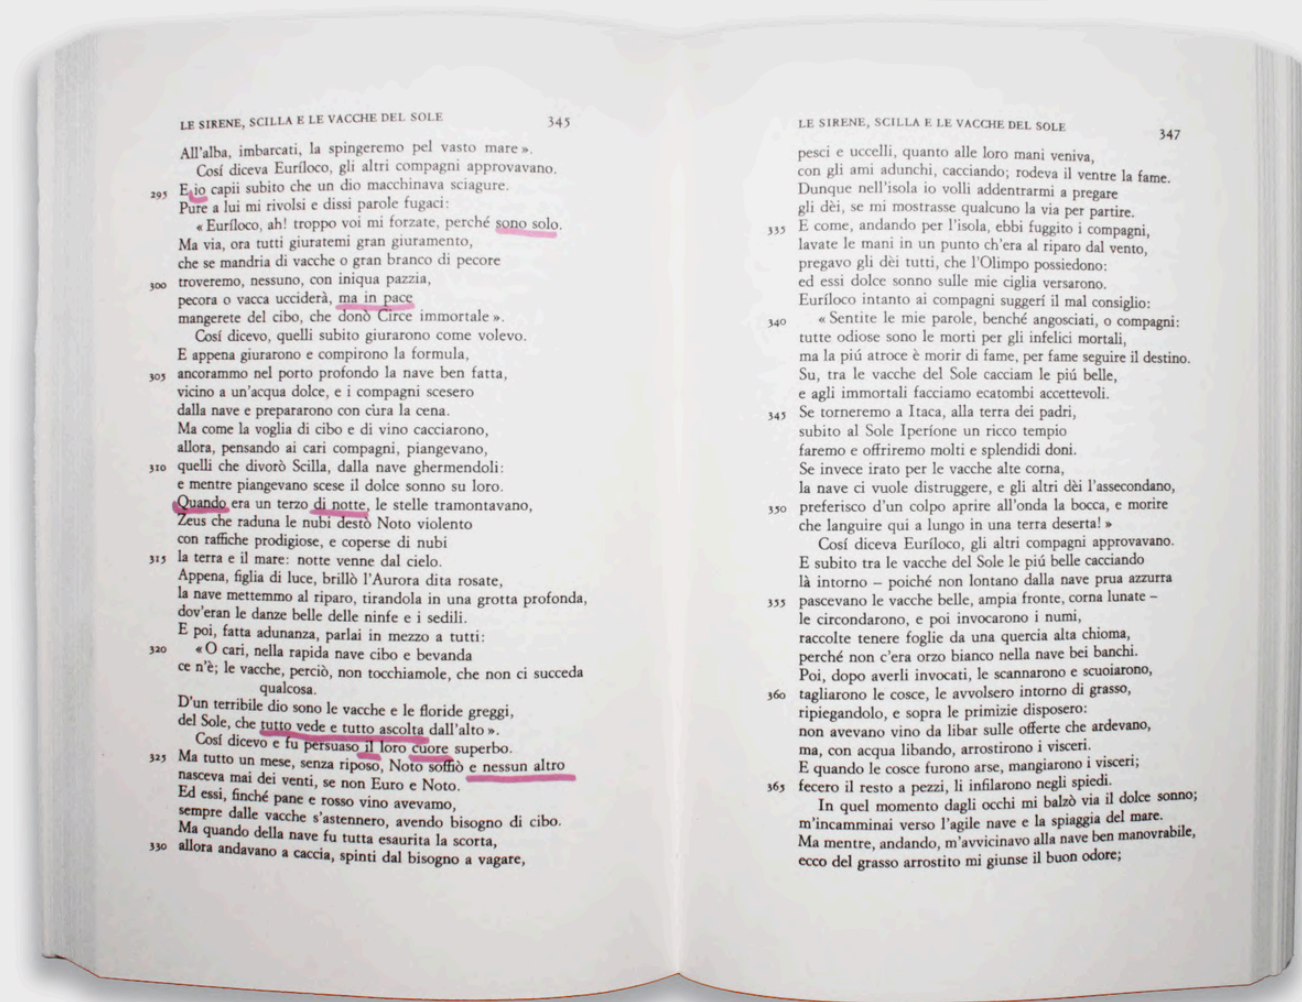 LE SIRENE, SCILLA E LE VACCHE DEL SOLE 345
All'alba, imbarcati, la spingeremo pel vasto mare».
Cosí diceva Euríloco, gli altri compagni approvavano.
295 E io capii subito che un dio macchinava sciagure.
Pure a lui mi rivolsi e dissi parole fugaci:
«Euríloco, ah! troppo voi mi forzate, perché sono solo.
Ma via, ora tutti giuratemi gran giuramento,
che se mandria di vacche o gran branco di pecore
300 troveremo, nessuno, con iniqua pazzia,
pecora o vacca ucciderà, ma in pace
mangerete del cibo, che donò Circe immortale».
Cosí dicevo, quelli subito giurarono come volevo.
E appena giurarono e compirono la formula,
305 ancorammo nel porto profondo la nave ben fatta,
vicino a un'acqua dolce, e i compagni scesero
dalla nave e prepararono con cura la cena.
Ma come la voglia di cibo e di vino cacciarono,
allora, pensando ai cari compagni, piangevano,
310 quelli che divorò Scilla, dalla nave ghermendoli:
e mentre piangevano scese il dolce sonno su loro.
Quando era un terzo di notte, le stelle tramontavano,
Zeus che raduna le nubi destò Noto violento
con raffiche prodigiose, e coperse di nubi
315 la terra e il mare: notte venne dal cielo.
Appena, figlia di luce, brillò l'Aurora dita rosate,
la nave mettemmo al riparo, tirandola in una grotta profonda,
dov'eran le danze belle delle ninfe e i sedili.
E poi, fatta adunanza, parlai in mezzo a tutti:
320 «O cari, nella rapida nave cibo e bevanda
ce n'è; le vacche, perciò, non tocchiamole, che non ci succeda
qualcosa.
D'un terribile dio sono le vacche e le floride greggi,
del Sole, che tutto vede e tutto ascolta dall'alto».
Cosí dicevo e fu persuaso il loro cuore superbo.
325 Ma tutto un mese, senza riposo, Noto soffiò e nessun altro
nasceva mai dei venti, se non Euro e Noto.
Ed essi, finché pane e rosso vino avevamo,
sempre dalle vacche s'astennero, avendo bisogno di cibo.
Ma quando della nave fu tutta esaurita la scorta,
330 allora andavano a caccia, spinti dal bisogno a vagare,
LE SIRENE, SCILLA E LE VACCHE DEL SOLE 347
pesci e uccelli, quanto alle loro mani veniva,
con gli ami adunchi, cacciando; rodeva il ventre la fame.
Dunque nell'isola io volli addentrarmi a pregare
gli dèi, se mi mostrasse qualcuno la via per partire.
335 E come, andando per l'isola, ebbi fuggito i compagni,
lavate le mani in un punto ch'era al riparo dal vento,
pregavo gli dèi tutti, che l'Olimpo possiedono:
ed essi dolce sonno sulle mie ciglia versarono.
Euríloco intanto ai compagni suggerí il mal consiglio:
340 «Sentite le mie parole, benché angosciati, o compagni:
tutte odiose sono le morti per gli infelici mortali,
ma la piú atroce è morir di fame, per fame seguire il destino.
Su, tra le vacche del Sole cacciam le piú belle,
e agli immortali facciamo ecatombi accettevoli.
345 Se torneremo a Itaca, alla terra dei padri,
subito al Sole Iperíone un ricco tempio
faremo e offriremo molti e splendidi doni.
Se invece irato per le vacche alte corna,
la nave ci vuole distruggere, e gli altri dèi l'assecondano,
350 preferisco d'un colpo aprire all'onda la bocca, e morire
che languire qui a lungo in una terra deserta!»
Cosí diceva Euríloco, gli altri compagni approvavano.
E subito tra le vacche del Sole le piú belle cacciando
là intorno – poiché non lontano dalla nave prua azzurra
355 pascevano le vacche belle, ampia fronte, corna lunate –
le circondarono, e poi invocarono i numi,
raccolte tenere foglie da una quercia alta chioma,
perché non c'era orzo bianco nella nave bei banchi.
Poi, dopo averli invocati, le scannarono e scuoiarono,
360 tagliarono le cosce, le avvolsero intorno di grasso,
ripiegandolo, e sopra le primizie disposero:
non avevano vino da libar sulle offerte che ardevano,
ma, con acqua libando, arrostirono i visceri.
E quando le cosce furono arse, mangiarono i visceri;
365 fecero il resto a pezzi, li infilarono negli spiedi.
In quel momento dagli occhi mi balzò via il dolce sonno;
m'incamminai verso l'agile nave e la spiaggia del mare.
Ma mentre, andando, m'avvicinavo alla nave ben manovrabile,
ecco del grasso arrostito mi giunse il buon odore;